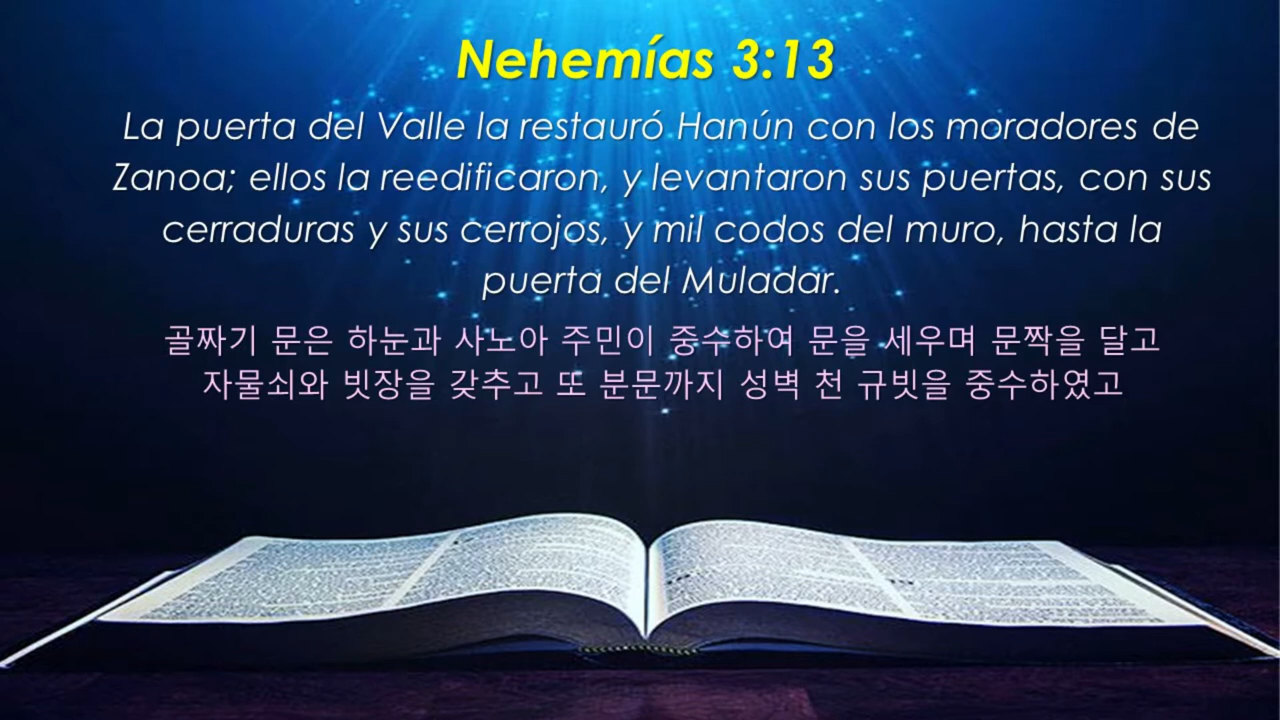 Nehemías 3:13
La puerta del Valle la restauró Hanún con los moradores de
Zanoa; ellos la reedificaron, y levantaron sus puertas, con sus
cerraduras y sus cerrojos, y mil codos del muro, hasta la
puerta del Muladar.
골짜기 문은 하눈과 사노아 주민이 중수하여 문을 세우며 문짝을 달고
자물쇠와 빗장을 갖추고 또 분문까지 성벽 천 규빗을 중수하였고